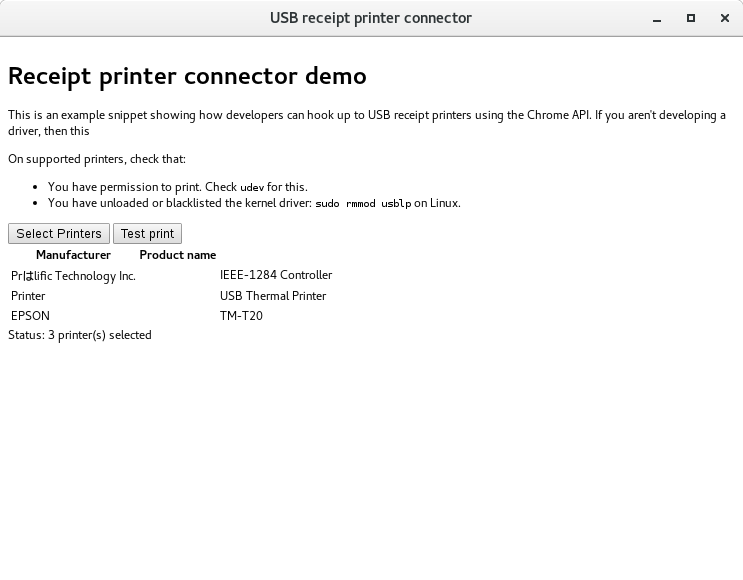 USB receipt printer connector
Receipt printer connector demo
This is an example snippet showing how developers can hook up to USB receipt printers using the Chrome API. If you aren't developing a
driver, then this
On supported printers, check that:
• You have permission to print. Check udev for this.
• You have unloaded or blacklisted the kernel driver: sudo rmmod usblp on Linux.
Select Printers Test print
Manufacturer Product name
Prはlific Technology Inc. IEEE-1284 Controller
Printer USB Thermal Printer
EPSON TM-T20
Status: 3 printer(s) selected